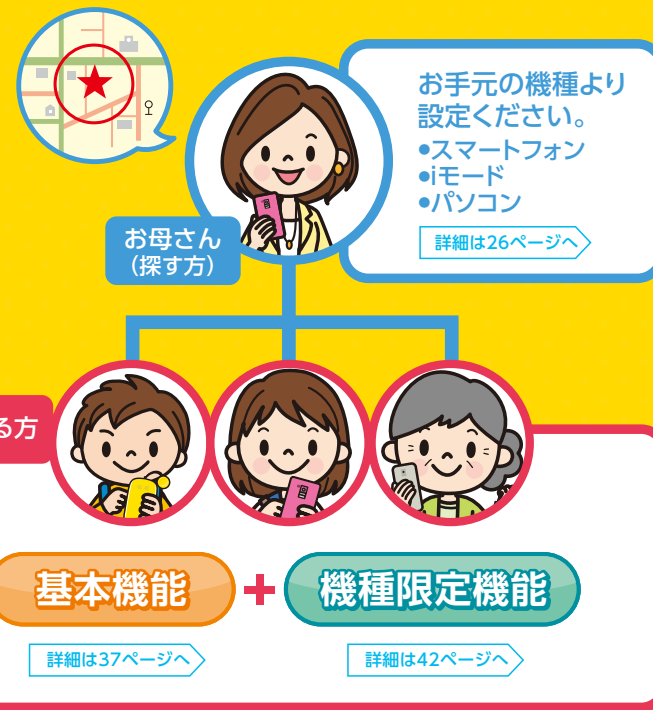 お手元の機種より
設定ください。
●スマートフォン
●iモード
●パソコン
詳細は26ページへ
お母さん
（探す方）
る方
基本機能
+
機種限定機能
詳細は37ページへ
詳細は42ページへ